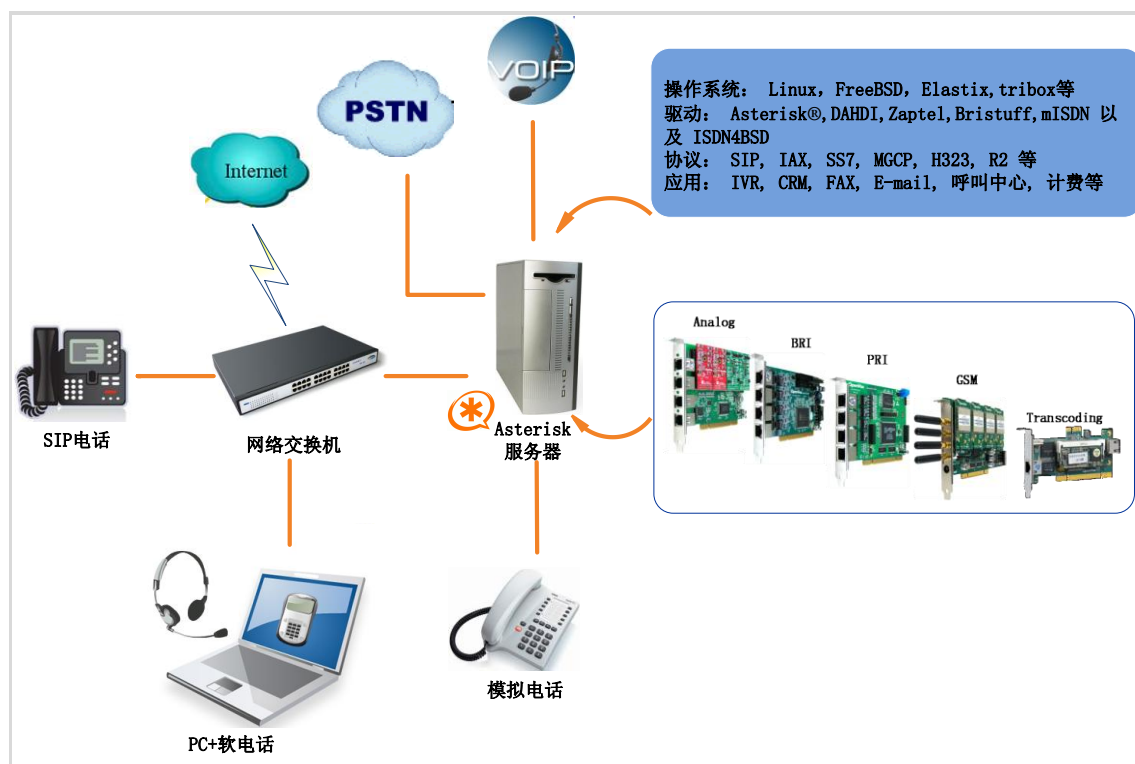 VOIP
PSTN
Internet
操作系统: Linux, FreeBSD, Elastix,tribox等
驱动: Asterisk®,DAHDI,Zaptel,Bristuff,mISDN 以
及 ISDN4BSD
协议: SIP, IAX, SS7, MGCP, H323, R2 等
应用: IVR, CRM, FAX, E-mail, 呼叫中心, 计费等
Analog
BRI
PRI
GSM
Transcoding
SIP电话
网络交换机
Asterisk
服务器
PC+软电话
模拟电话